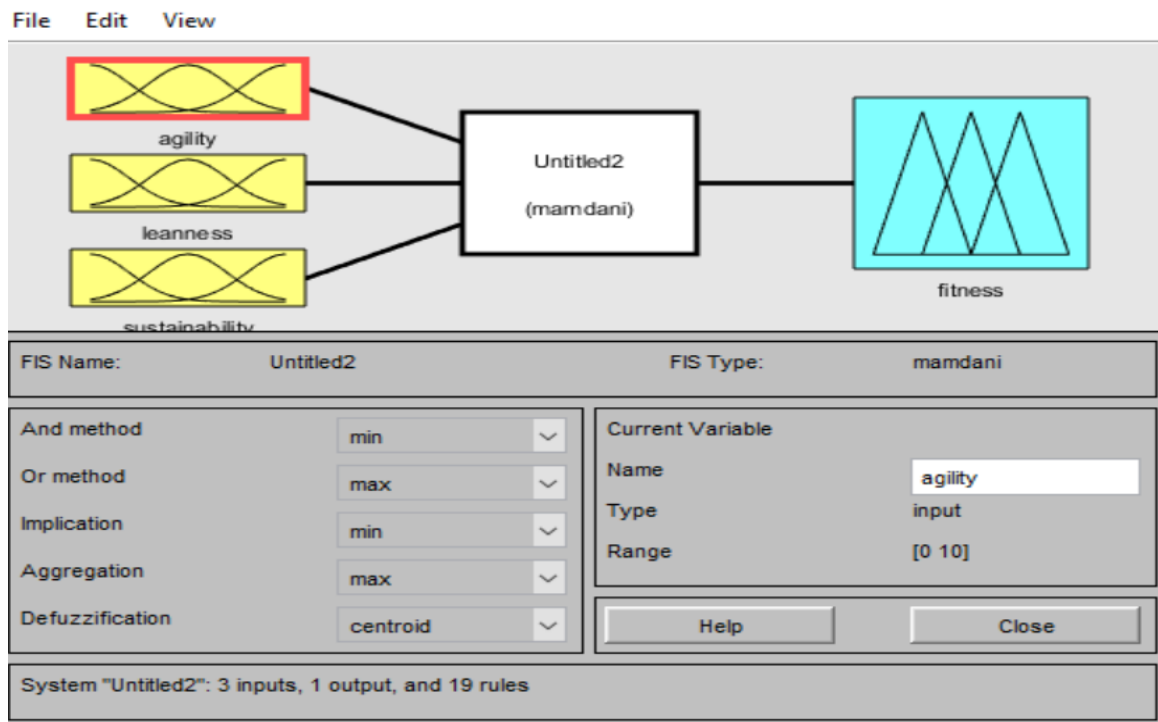 File Edit View
agility
leanness
sustainability
Untitled2
(mamdani)
fitness
FIS Name: Untitled2 FIS Type: mamdani
And method min
Or method max
Implication min
Aggregation max
Defuzzification centroid
Current Variable
Name agility
Type input
Range [0 10]
Help Close
System "Untitled2": 3 inputs, 1 output, and 19 rules